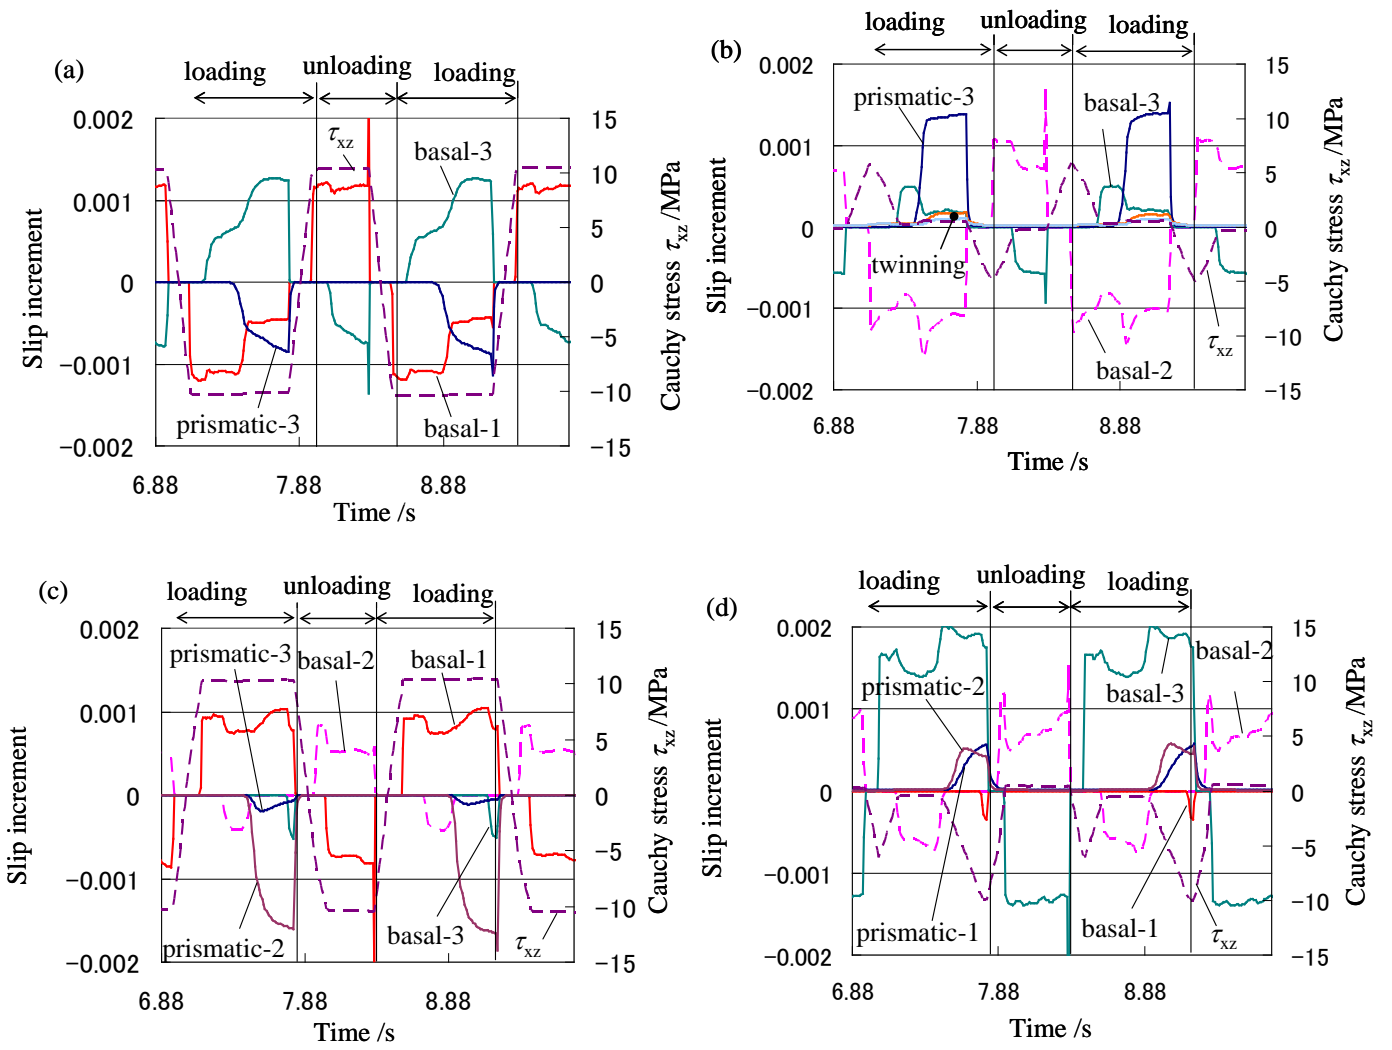 (a)
loading
unloading
loading
0.002
0.001
0
−0.001
−0.002
15
10
5
0
−5
−10
−15
τxz
basal-3
prismatic-3
basal-1
Slip increment
Cauchy stress τxz /MPa
6.88
7.88
8.88
Time /s
(b)
loading
unloading
loading
0.002
0.001
0
−0.001
−0.002
15
10
5
0
−5
−10
−15
prismatic-3
basal-3
twinning
τxz
basal-2
Slip increment
Cauchy stress τxz /MPa
6.88
7.88
8.88
Time /s
(c)
loading
unloading
loading
0.002
0.001
0
−0.001
−0.002
15
10
5
0
−5
−10
−15
prismatic-3
basal-2
basal-1
prismatic-2
basal-3
τxz
Slip increment
Cauchy stress τxz /MPa
6.88
7.88
8.88
Time /s
(d)
loading
unloading
loading
0.002
0.001
0
−0.001
−0.002
15
10
5
0
−5
−10
−15
basal-2
prismatic-2
basal-3
prismatic-1
basal-1
τxz
Slip increment
Cauchy stress τxz /MPa
6.88
7.88
8.88
Time /s